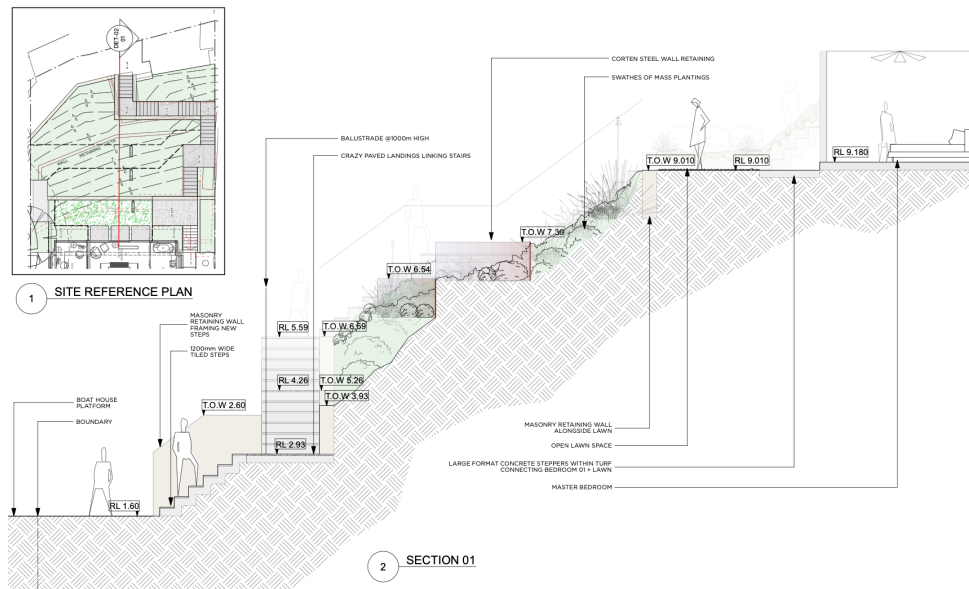 DET-02
01
WALL RETAINING
1
SITE REFERENCE PLAN
CORTEN STEEL WALL RETAINING
SWATHES OF MASS PLANTINGS
BALUSTRADE @1000m HIGH
CRAZY PAVED LANDINGS LINKING STAIRS
T.O.W 9.010
RL 9.010
RL 9.180
T.O.W 7.39
T.O.W 6.54
MASONRY
RETAINING WALL
FRAMING NEW
STEPS
1200mm WIDE
TILED STEPS
RL 5.59
T.O.W 6.59
RL 4.26
T.O.W 5.26
T.O.W 3.93
BOAT HOUSE
PLATFORM
BOUNDARY
T.O.W 2.60
RL 2.93
RL 1.60
MASONRY RETAINING WALL
ALONGSIDE LAWN
OPEN LAWN SPACE
LARGE FORMAT CONCRETE STEPPERS WITHIN TURF
CONNECTING BEDROOM 01 + LAWN
MASTER BEDROOM
2
SECTION 01